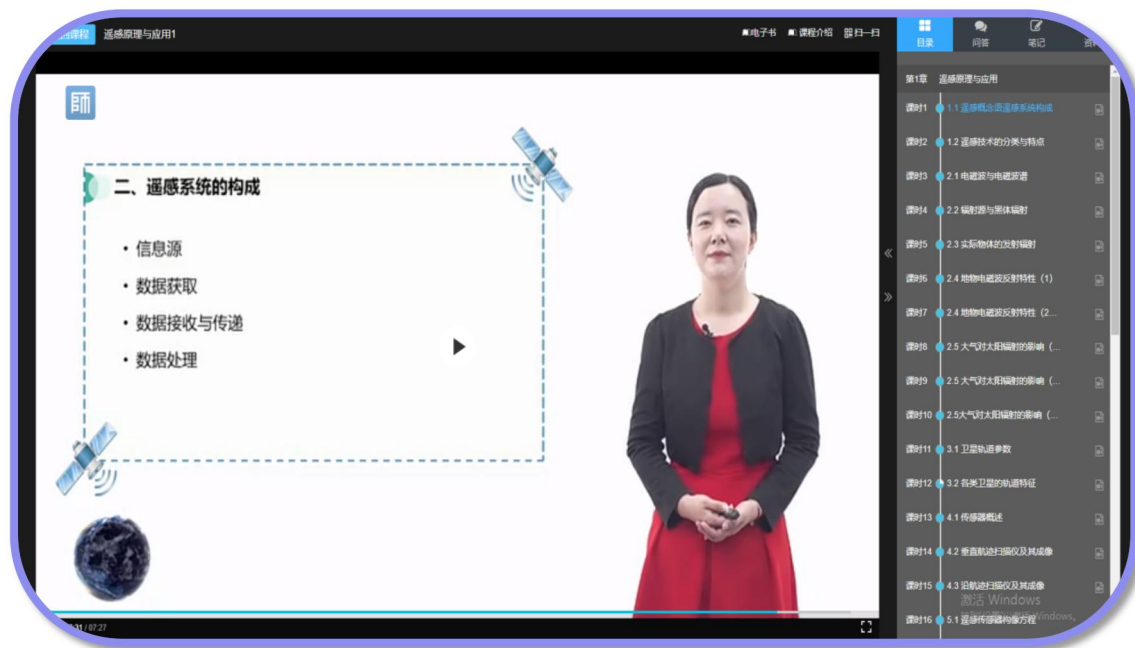 课程
遥感原理与应用1
电子书 课程介绍 扫一扫
目录 问答 笔记
師
二、遥感系统的构成
• 信息源
• 数据获取
• 数据接收与传递
• 数据处理
:31 / 07:27
第1章 遥感原理与应用
课时1 1.1 遥感概念语遥感系统构成
课时2 1.2 遥感技术的分类与特点
课时3 2.1 电磁波与电磁波谱
课时4 2.2 辐射源与黑体辐射
课时5 2.3 实际物体的发射辐射
课时6 2.4 地物电磁波反射特性（1）
课时7 2.4 地物电磁波反射特性（2...
课时8 2.5 大气对太阳辐射的影响（...
课时9 2.5 大气对太阳辐射的影响（...
课时10 2.5大气对太阳辐射的影响（...
课时11 3.1 卫星轨道参数
课时12 3.2 各类卫星的轨道特征
课时13 4.1 传感器概述
课时14 4.2 垂直航迹扫描仪及其成像
课时15 4.3 沿航迹扫描仪及其成像
激活 Windows
课时16 5.1 遥感传感器构像方程